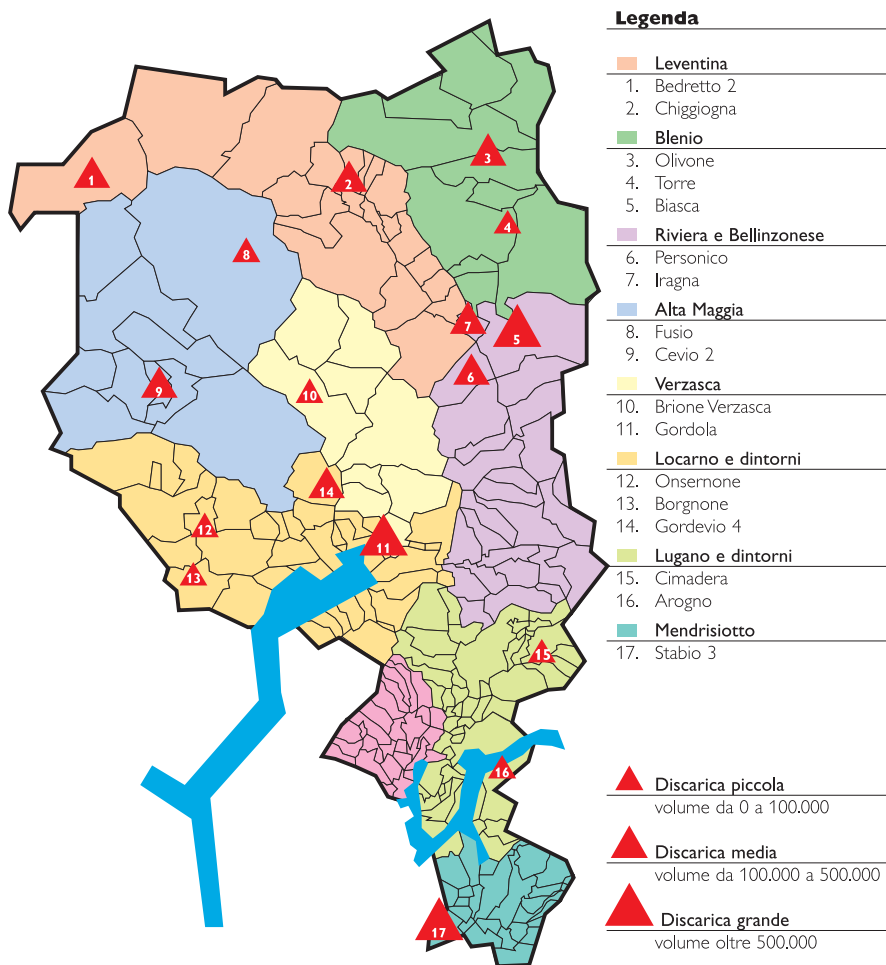 Legenda
Leventina
1. Bedretto 2
2. Chiggiogna
Blenio
3. Olivone
4. Torre
5. Biasca
Riviera e Bellinzonese
6. Personico
7. Iragna
Alta Maggia
8. Fusio
9. Cevio 2
Verzasca
10. Brione Verzasca
11. Gordola
Locarno e dintorni
12. Onsernone
13. Borgnone
14. Gordevio 4
Lugano e dintorni
15. Cimadera
16. Arogno
Mendrisiotto
17. Stabio 3
Discarica piccola
volume da 0 a 100.000
Discarica media
volume da 100.000 a 500.000
Discarica grande
volume oltre 500.000
3
1
2
4
8
7
5
6
9
10
14
12
11
13
15
16
17